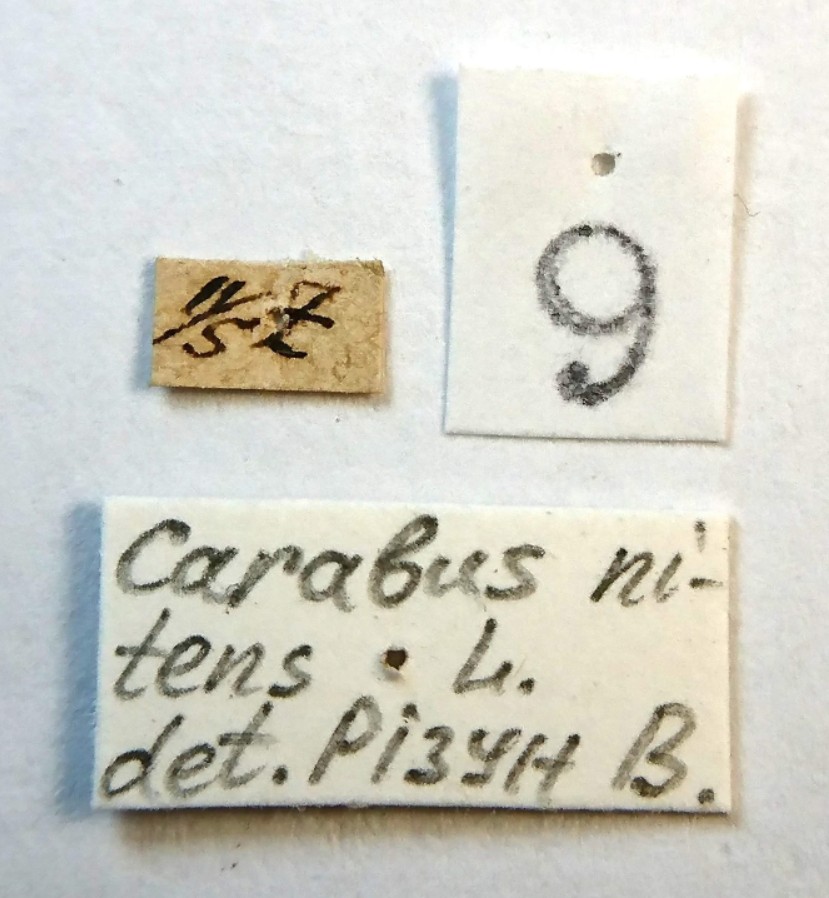 9
Carabus ni-
tens L.
det. Різун В.